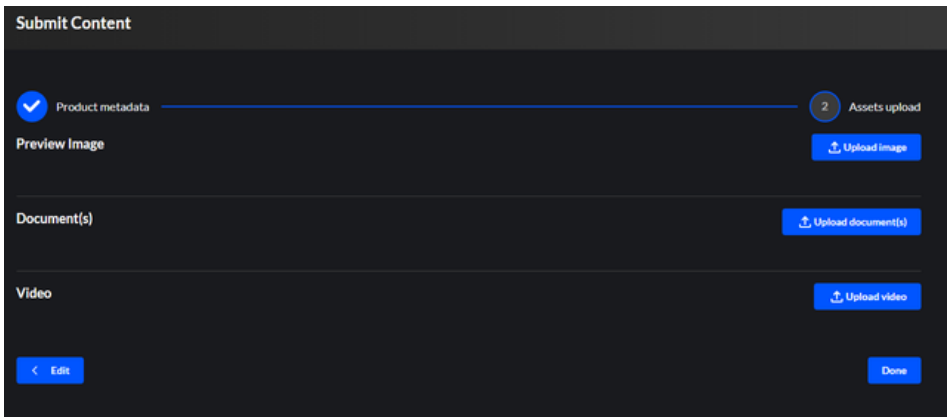 Submit Content
Product metadata
2 Assets upload
Preview Image
Upload image
Document(s)
Upload document(s)
Video
Upload video
Edit
Done